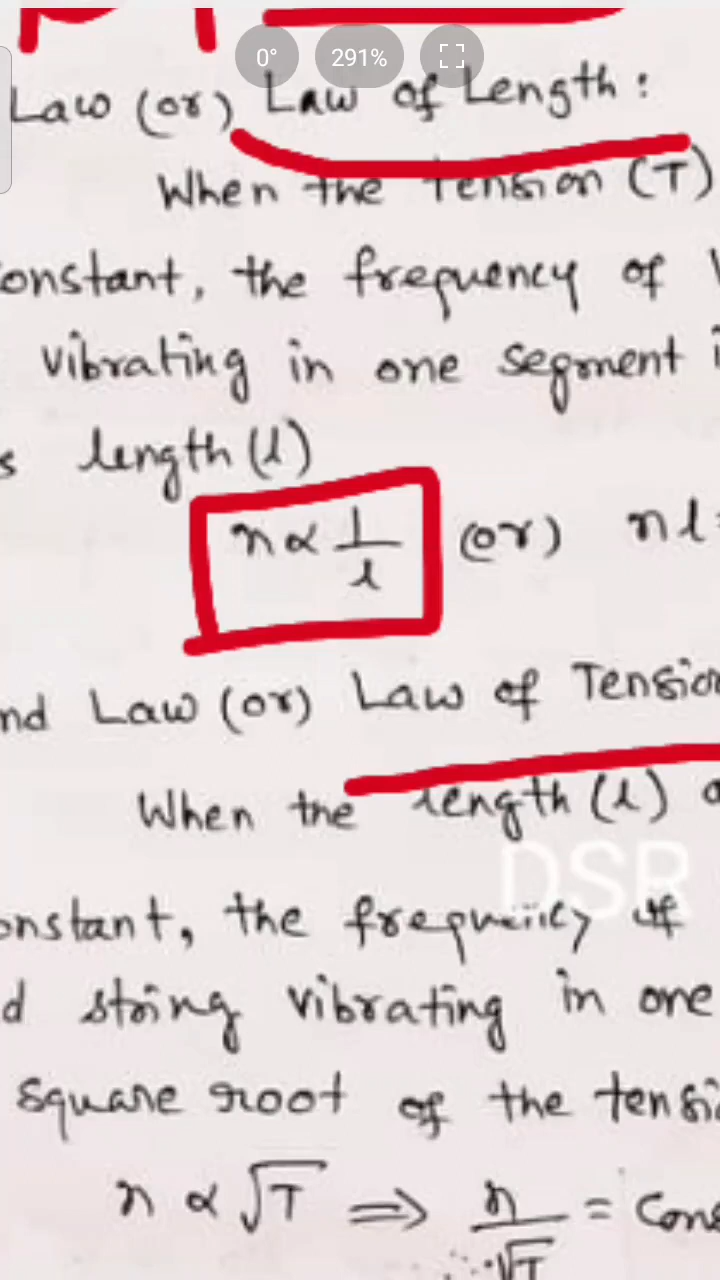 0° 291%
Law (or) Law of Length :
When the tension (T)
onstant, the frequency of
vibrating in one segment i
s length (l)
n ∝ 1/l (or) nl =
nd Law (or) Law of Tension
When the length (l) a
DSR
onstant, the frequency of
d string vibrating in one
square root of the tensi
n ∝ √T ⇒ n/√T = Cons